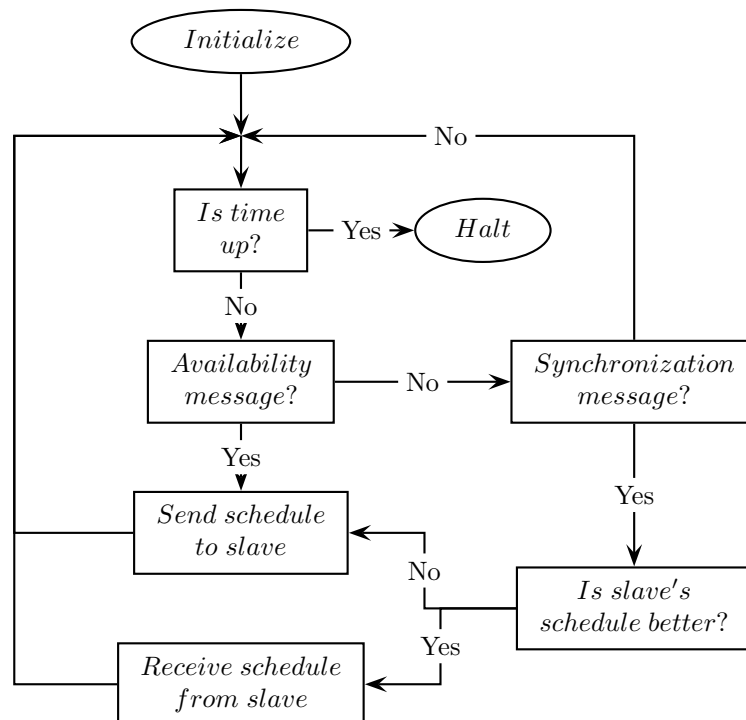 Initialize
No
Is time
up?
Yes
Halt
No
Availability
message?
No
Synchronization
message?
Yes
Yes
Send schedule
to slave
No
Is slave's
schedule better?
Yes
Receive schedule
from slave